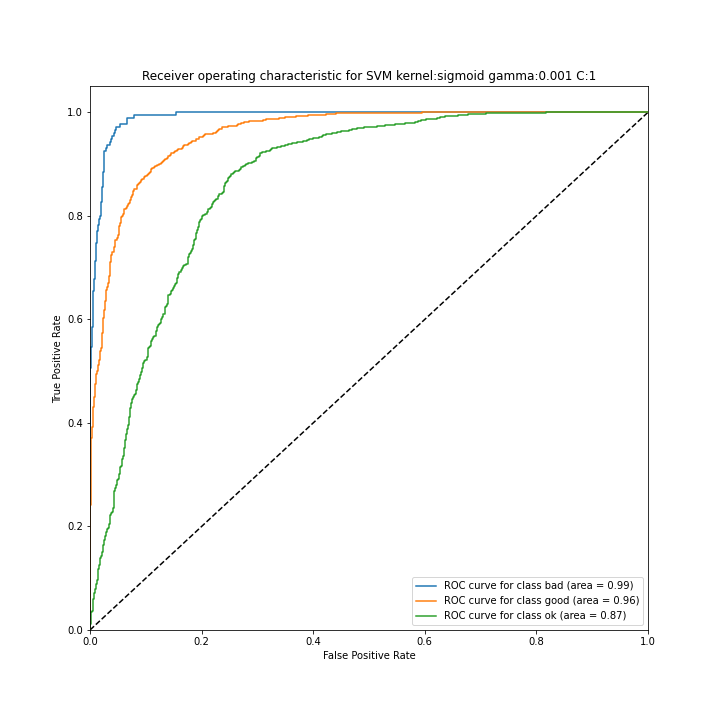 Receiver operating characteristic for SVM kernel:sigmoid gamma:0.001 C:1
1.0
0.8
0.6
0.4
0.2
0.0
True Positive Rate
ROC curve for class bad (area = 0.99)
ROC curve for class good (area = 0.96)
ROC curve for class ok (area = 0.87)
0.0 0.2 0.4 0.6 0.8 1.0
False Positive Rate